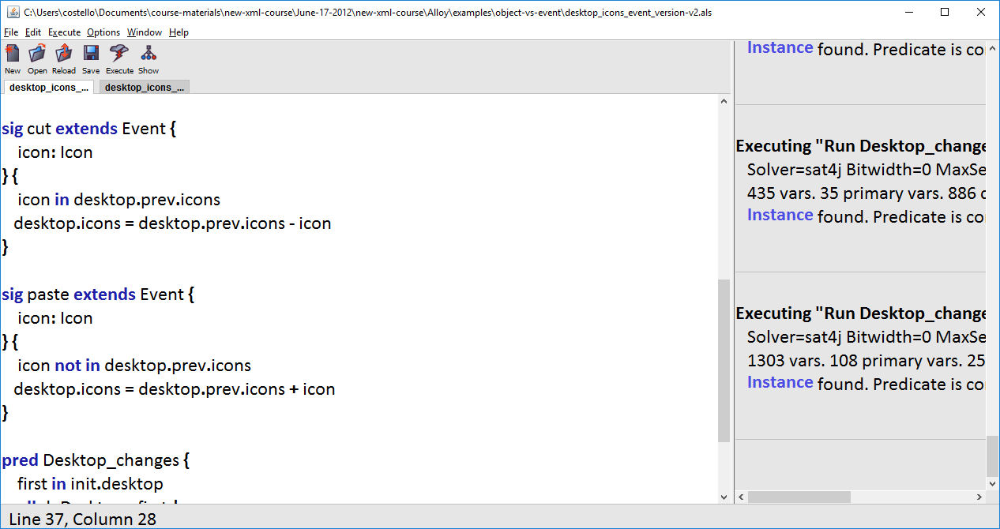 C:\Users\costello\Documents\course-materials\new-xml-course\June-17-2012\new-xml-course\Alloy\examples\object-vs-event\desktop_icons_event_version-v2.als
File Edit Execute Options Window Help
New Open Reload Save Execute Show
desktop_icons_... desktop_icons_...
sig cut extends Event {
icon: Icon
} {
icon in desktop.prev.icons
desktop.icons = desktop.prev.icons - icon
}
sig paste extends Event {
icon: Icon
} {
icon not in desktop.prev.icons
desktop.icons = desktop.prev.icons + icon
}
pred Desktop_changes {
first in init.desktop
Instance found. Predicate is co
Executing "Run Desktop_change
Solver=sat4j Bitwidth=0 MaxSe
435 vars. 35 primary vars. 886 c
Instance found. Predicate is co
Executing "Run Desktop_change
Solver=sat4j Bitwidth=0 MaxSe
1303 vars. 108 primary vars. 25
Instance found. Predicate is co
Line 37, Column 28